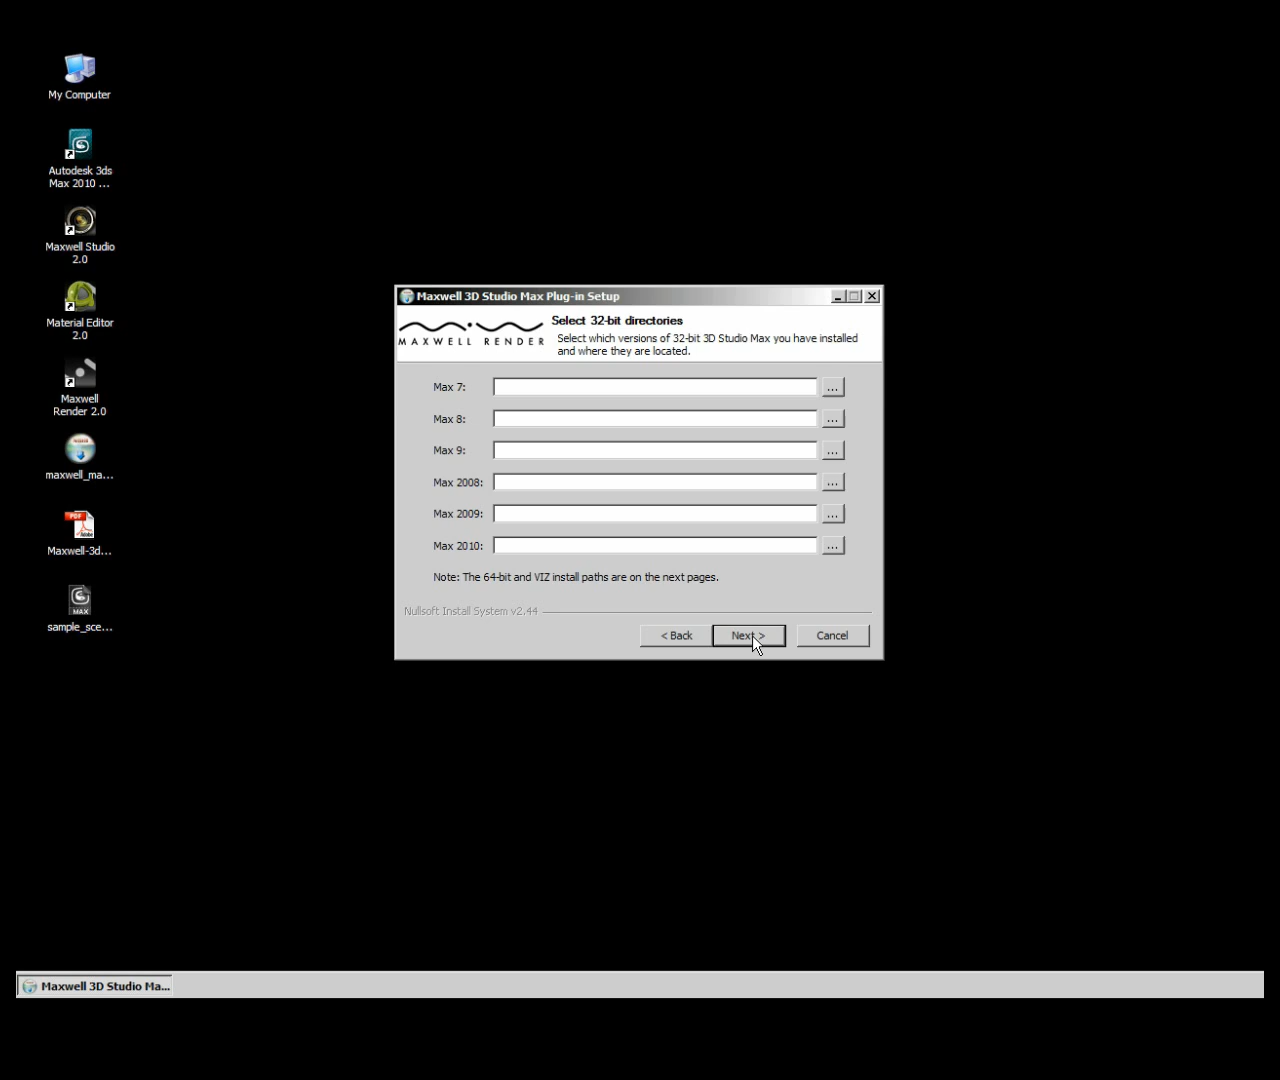 My Computer
Autodesk 3ds
Max 2010 ...
Maxwell Studio
2.0
Material Editor
2.0
Maxwell
Render 2.0
maxwell_ma...
PDF
Adobe
Maxwell-3d...
MAX
sample_sce...
Maxwell 3D Studio Max Plug-in Setup
MAXWELL RENDER
Select 32-bit directories
Select which versions of 32-bit 3D Studio Max you have installed
and where they are located.
Max 7:
...
Max 8:
...
Max 9:
...
Max 2008:
...
Max 2009:
...
Max 2010:
...
Note: The 64-bit and VIZ install paths are on the next pages.
Nullsoft Install System v2.44
< Back
Next >
Cancel
Maxwell 3D Studio Ma...